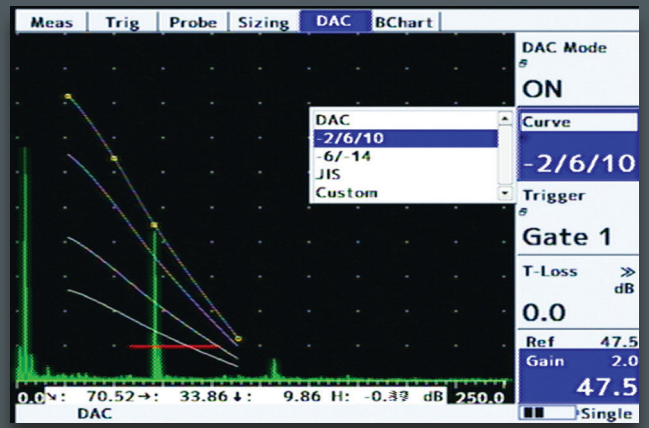 Meas Trig Probe Sizing DAC BChart
DAC Mode
ON
Curve
-2/6/10
Trigger
Gate 1
T-Loss >>
dB
0.0
Ref 47.5
Gain 2.0
47.5
Single
DAC
-2/6/10
-6/-14
JIS
Custom
0.0 ↘: 70.52 →: 33.86 ↓: 9.86 H: dB 250.0
DAC